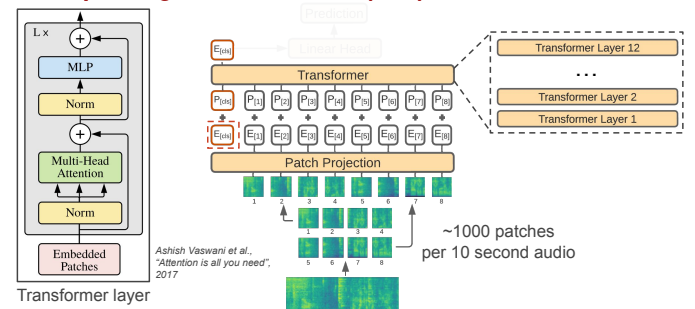 L ×
MLP
Norm
Multi-Head
Attention
Norm
Embedded
Patches
Transformer layer
Ashish Vaswani et al.,
"Attention is all you need",
2017
Prediction
Linear Head
E[cls]
Transformer
P[cls] P[1] P[2] P[3] P[4] P[5] P[6] P[7] P[8]
E[cls] E[1] E[2] E[3] E[4] E[5] E[6] E[7] E[8]
Patch Projection
1 2 3 4 5 6 7 8
1 2 3 4
5 6 7 8
~1000 patches
per 10 second audio
Transformer Layer 12
...
Transformer Layer 2
Transformer Layer 1